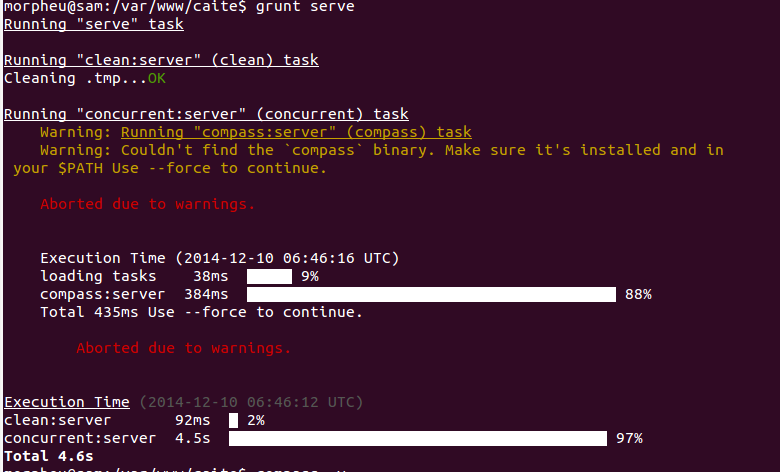 morpheu@sam:/var/www/caite$ grunt serve
Running "serve" task
Running "clean:server" (clean) task
Cleaning .tmp...OK
Running "concurrent:server" (concurrent) task
Warning: Running "compass:server" (compass) task
Warning: Couldn't find the `compass` binary. Make sure it's installed and in
your $PATH Use --force to continue.
Aborted due to warnings.
Execution Time (2014-12-10 06:46:16 UTC)
loading tasks 38ms 9%
compass:server 384ms 88%
Total 435ms Use --force to continue.
Aborted due to warnings.
Execution Time (2014-12-10 06:46:12 UTC)
clean:server 92ms 2%
concurrent:server 4.5s 97%
Total 4.6s
morpheu@sam:/var/www/caite$